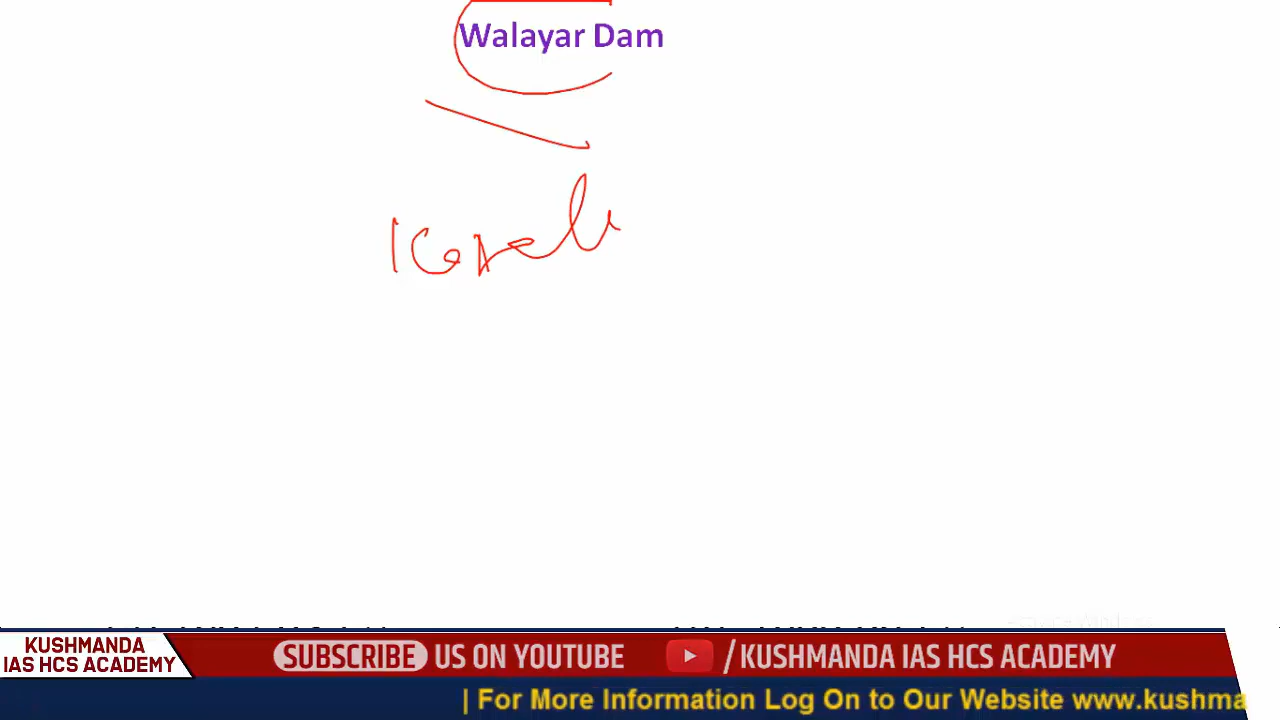 Walayar Dam
Keral
KUSHMANDA
IAS HCS ACADEMY
SUBSCRIBE US ON YOUTUBE
/KUSHMANDA IAS HCS ACADEMY
| For More Information Log On to Our Website www.kushma